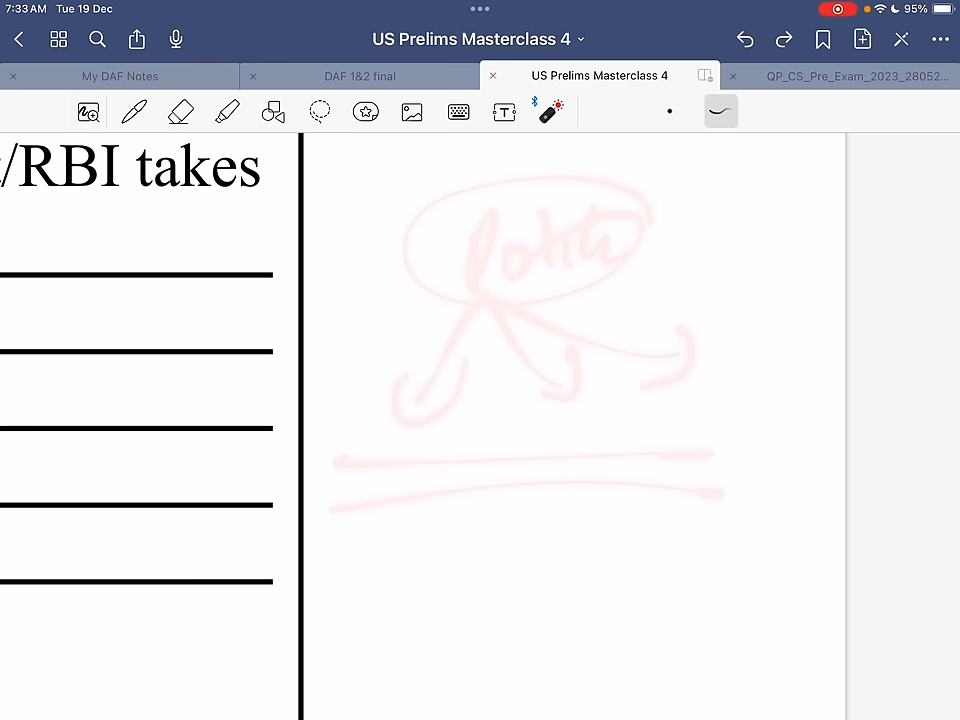 7:33 AM Tue 19 Dec 95%
US Prelims Masterclass 4
My DAF Notes
DAF 1&2 final
US Prelims Masterclass 4
QP_CS_Pre_Exam_2023_28052...
T
/RBI takes